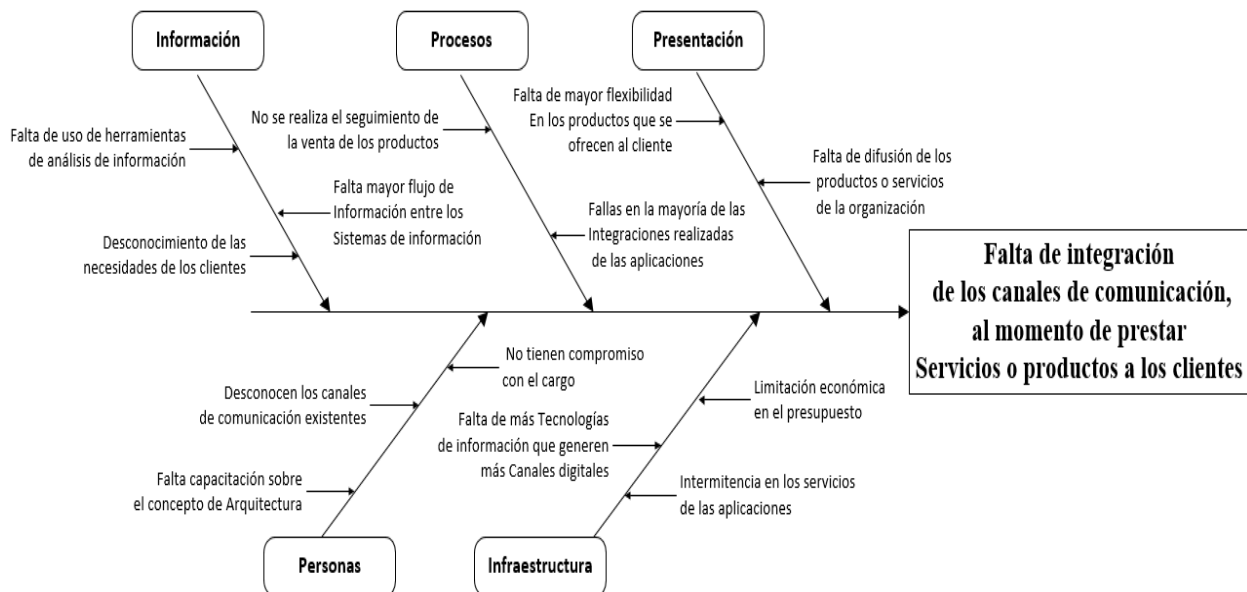 Información
Procesos
Presentación
Falta de uso de herramientas
de análisis de información
Falta mayor flujo de
Información entre los
Sistemas de información
Desconocimiento de las
necesidades de los clientes
No se realiza el seguimiento de
la venta de los productos
Fallas en la mayoría de las
Integraciones realizadas
de las aplicaciones
Falta de mayor flexibilidad
En los productos que se
ofrecen al cliente
Falta de difusión de los
productos o servicios
de la organización
Falta de integración
de los canales de comunicación,
al momento de prestar
Servicios o productos a los clientes
No tienen compromiso
con el cargo
Desconocen los canales
de comunicación existentes
Falta capacitación sobre
el concepto de Arquitectura
Limitación económica
en el presupuesto
Falta de más Tecnologías
de información que generen
más Canales digitales
Intermitencia en los servicios
de las aplicaciones
Personas
Infraestructura